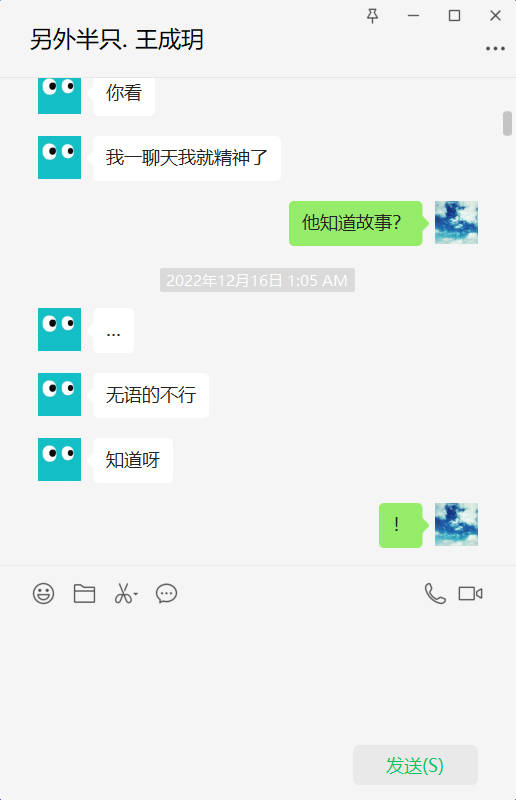 另外半只. 王成玥
你看
我一聊天我就精神了
他知道故事？
2022年12月16日 1:05 AM
...
无语的不行
知道呀
！
发送(S)